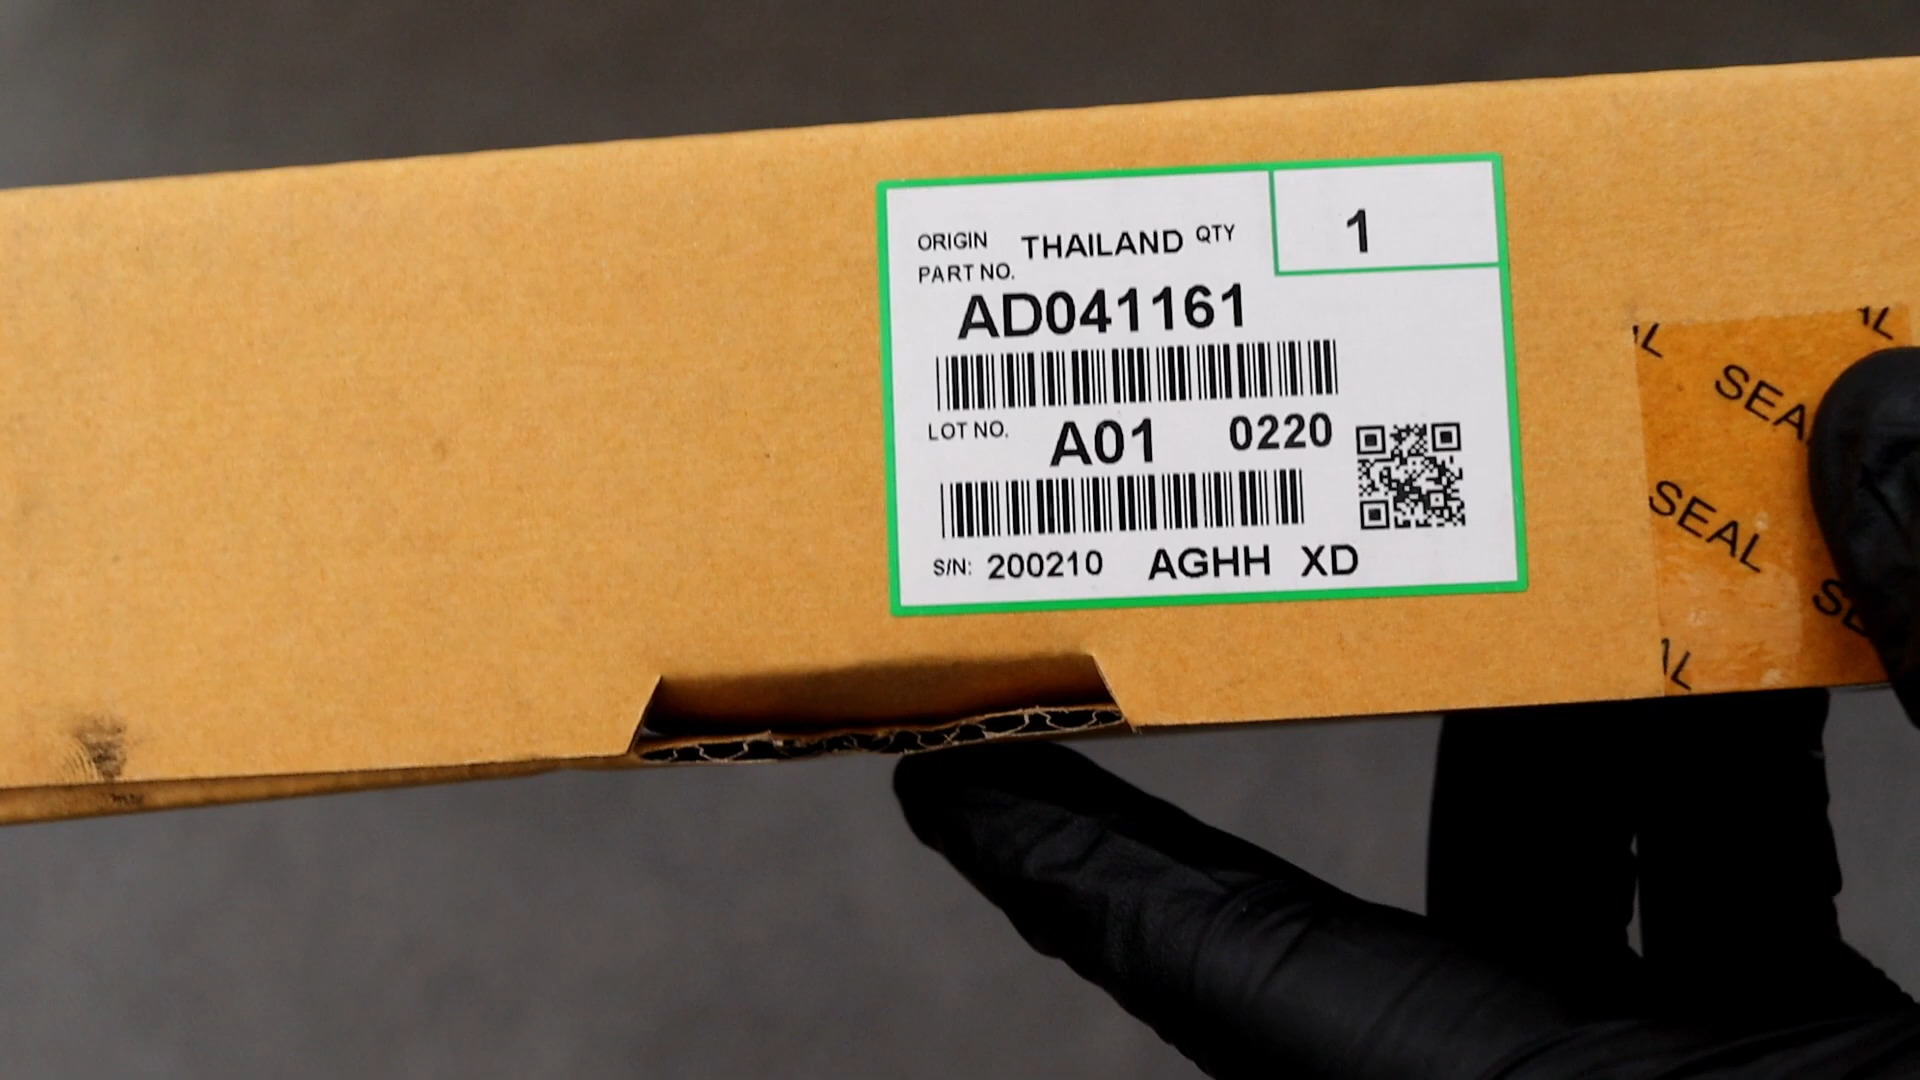 ORIGIN THAILAND QTY 1
PART NO.
AD041161
LOT NO. A01 0220
S/N: 200210 AGHH XD
SEAL
SEAL